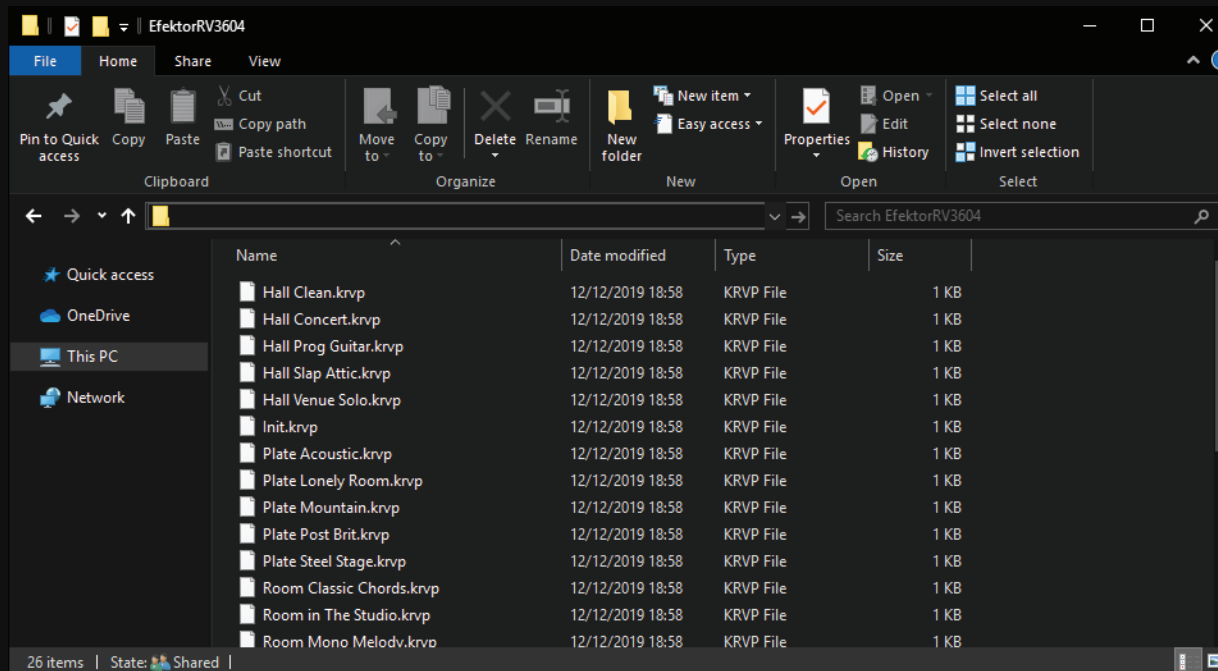 EfektorRV3604
File Home Share View
Pin to Quick access
Copy
Paste
Cut
Copy path
Paste shortcut
Clipboard
Move to
Copy to
Delete
Rename
Organize
New folder
New item
Easy access
New
Properties
Open
Edit
History
Open
Select all
Select none
Invert selection
Select
Search EfektorRV3604
Quick access
OneDrive
This PC
Network
Name Date modified Type Size
Hall Clean.krvp 12/12/2019 18:58 KRVP File 1 KB
Hall Concert.krvp 12/12/2019 18:58 KRVP File 1 KB
Hall Prog Guitar.krvp 12/12/2019 18:58 KRVP File 1 KB
Hall Slap Attic.krvp 12/12/2019 18:58 KRVP File 1 KB
Hall Venue Solo.krvp 12/12/2019 18:58 KRVP File 1 KB
Init.krvp 12/12/2019 18:58 KRVP File 1 KB
Plate Acoustic.krvp 12/12/2019 18:58 KRVP File 1 KB
Plate Lonely Room.krvp 12/12/2019 18:58 KRVP File 1 KB
Plate Mountain.krvp 12/12/2019 18:58 KRVP File 1 KB
Plate Post Brit.krvp 12/12/2019 18:58 KRVP File 1 KB
Plate Steel Stage.krvp 12/12/2019 18:58 KRVP File 1 KB
Room Classic Chords.krvp 12/12/2019 18:58 KRVP File 1 KB
Room in The Studio.krvp 12/12/2019 18:58 KRVP File 1 KB
Room Mono Melody.krvp 12/12/2019 18:58 KRVP File 1 KB
26 items State: Shared